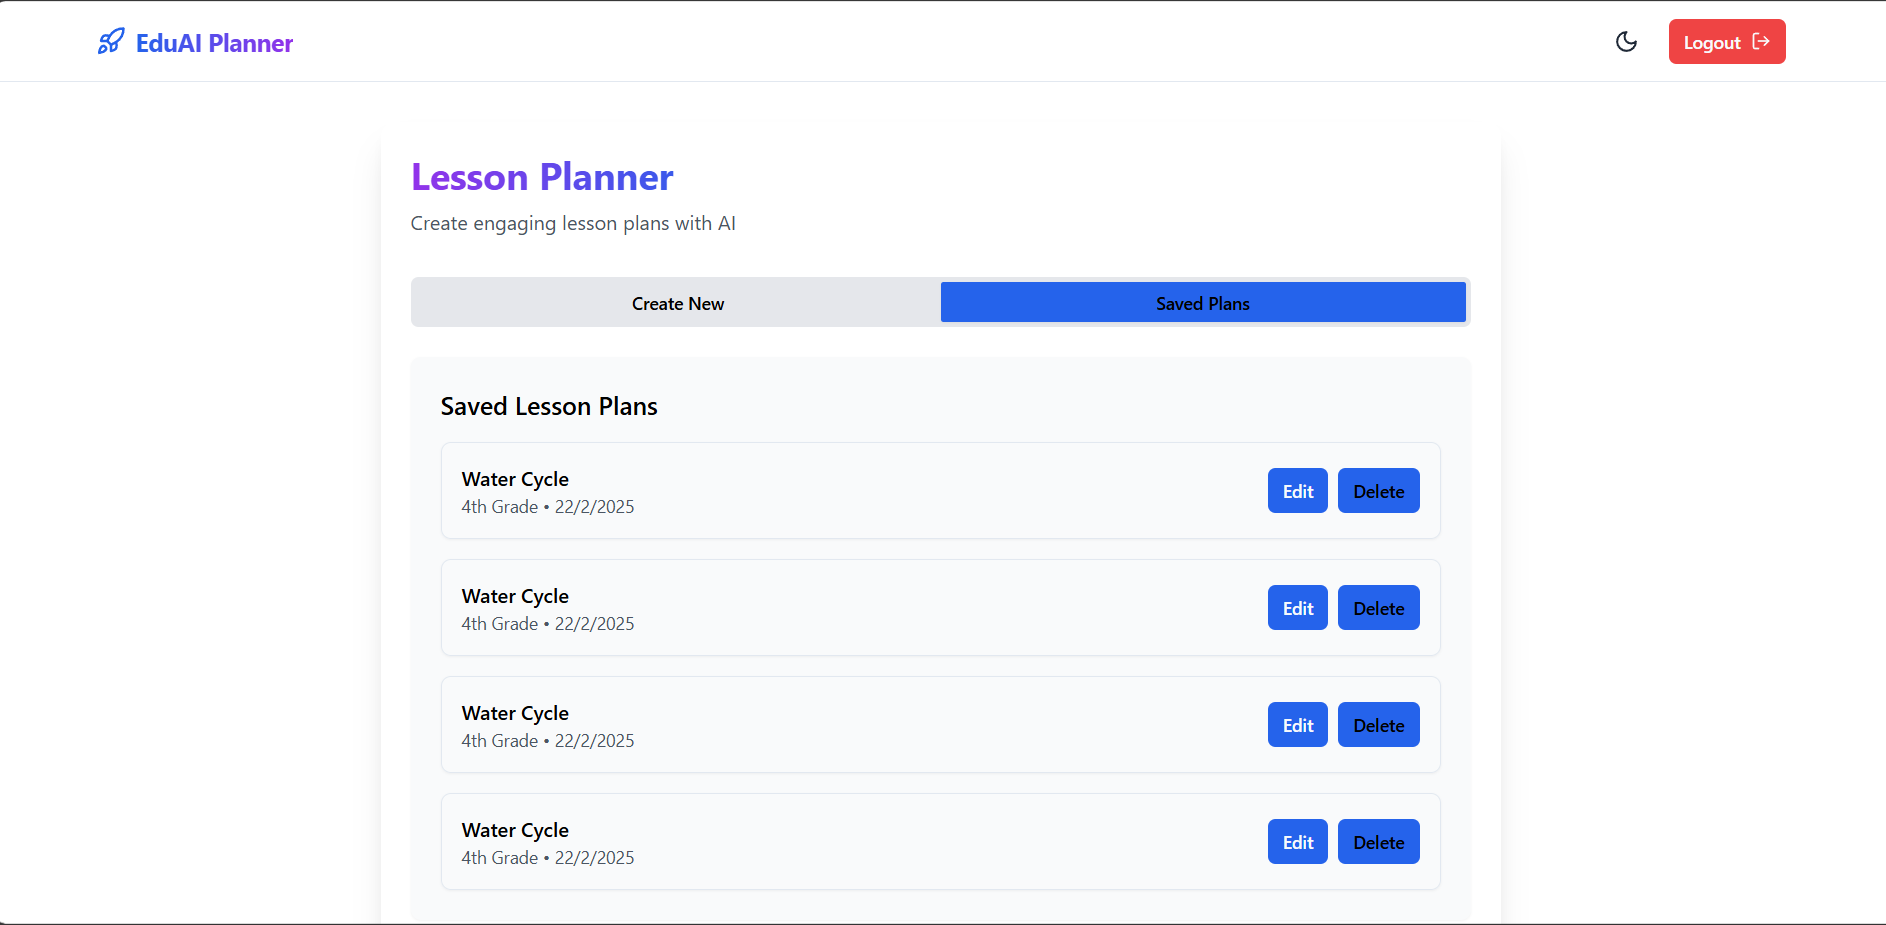 EduAI Planner
Logout
Lesson Planner
Create engaging lesson plans with AI
Create New
Saved Plans
Saved Lesson Plans
Water Cycle
4th Grade • 22/2/2025
Edit
Delete
Water Cycle
4th Grade • 22/2/2025
Edit
Delete
Water Cycle
4th Grade • 22/2/2025
Edit
Delete
Water Cycle
4th Grade • 22/2/2025
Edit
Delete